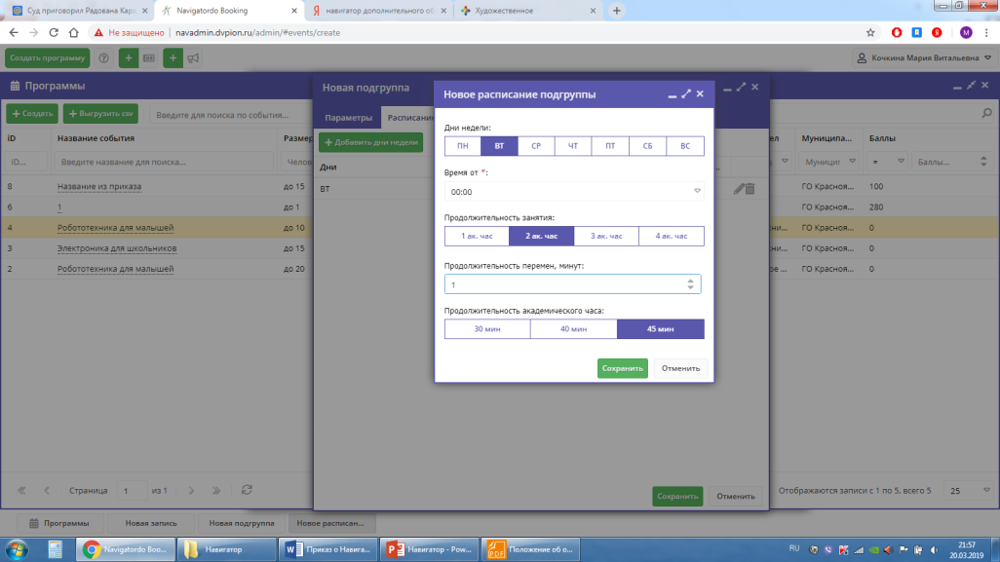 Суд приговорил Радована Кара
Navigatordo Booking
навигатор дополнительного об
Художественное
Не защищено | navadmin.dvpion.ru/admin/#events/create
Создать программу
Кочкина Мария Витальевна
Программы
Новая подгруппа
Новое расписание подгруппы
+ Создать
+ Выгрузить csv
Введите для поиска по события...
Параметры
Расписани
+ Добавить дни недели
iD
Название события
Размер
Дни
Муниципа...
Баллы
ID...
Введите название для поиска...
Челов
Муници
=
Баллы...
8
Название из приказа
до 15
ВТ
ГО Красноя...
100
6
1
до 1
ГО Красноя...
280
4
Робототехника для малышей
до 10
ГО Красноя...
0
3
Электроника для школьников
до 15
ГО Красноя...
0
2
Робототехника для малышей
до 20
ГО Красноя...
0
Дни недели:
ПН ВТ СР ЧТ ПТ СБ ВС
Время от *:
00:00
Продолжительность занятия:
1 ак. час 2 ак. час 3 ак. час 4 ак. час
Продолжительность перемен, минут:
1
Продолжительность академического часа:
30 мин 40 мин 45 мин
Сохранить Отменить
Страница 1 из 1
Сохранить Отменить
Отображаются записи с 1 по 5, всего 5 25
Программы
Новая запись
Новая подгруппа
Новое расписан...
Navigatordo Boo...
Навигатор
Приказ о Навига...
Навигатор - Pow...
Положение об о...
RU
21:57
20.03.2019